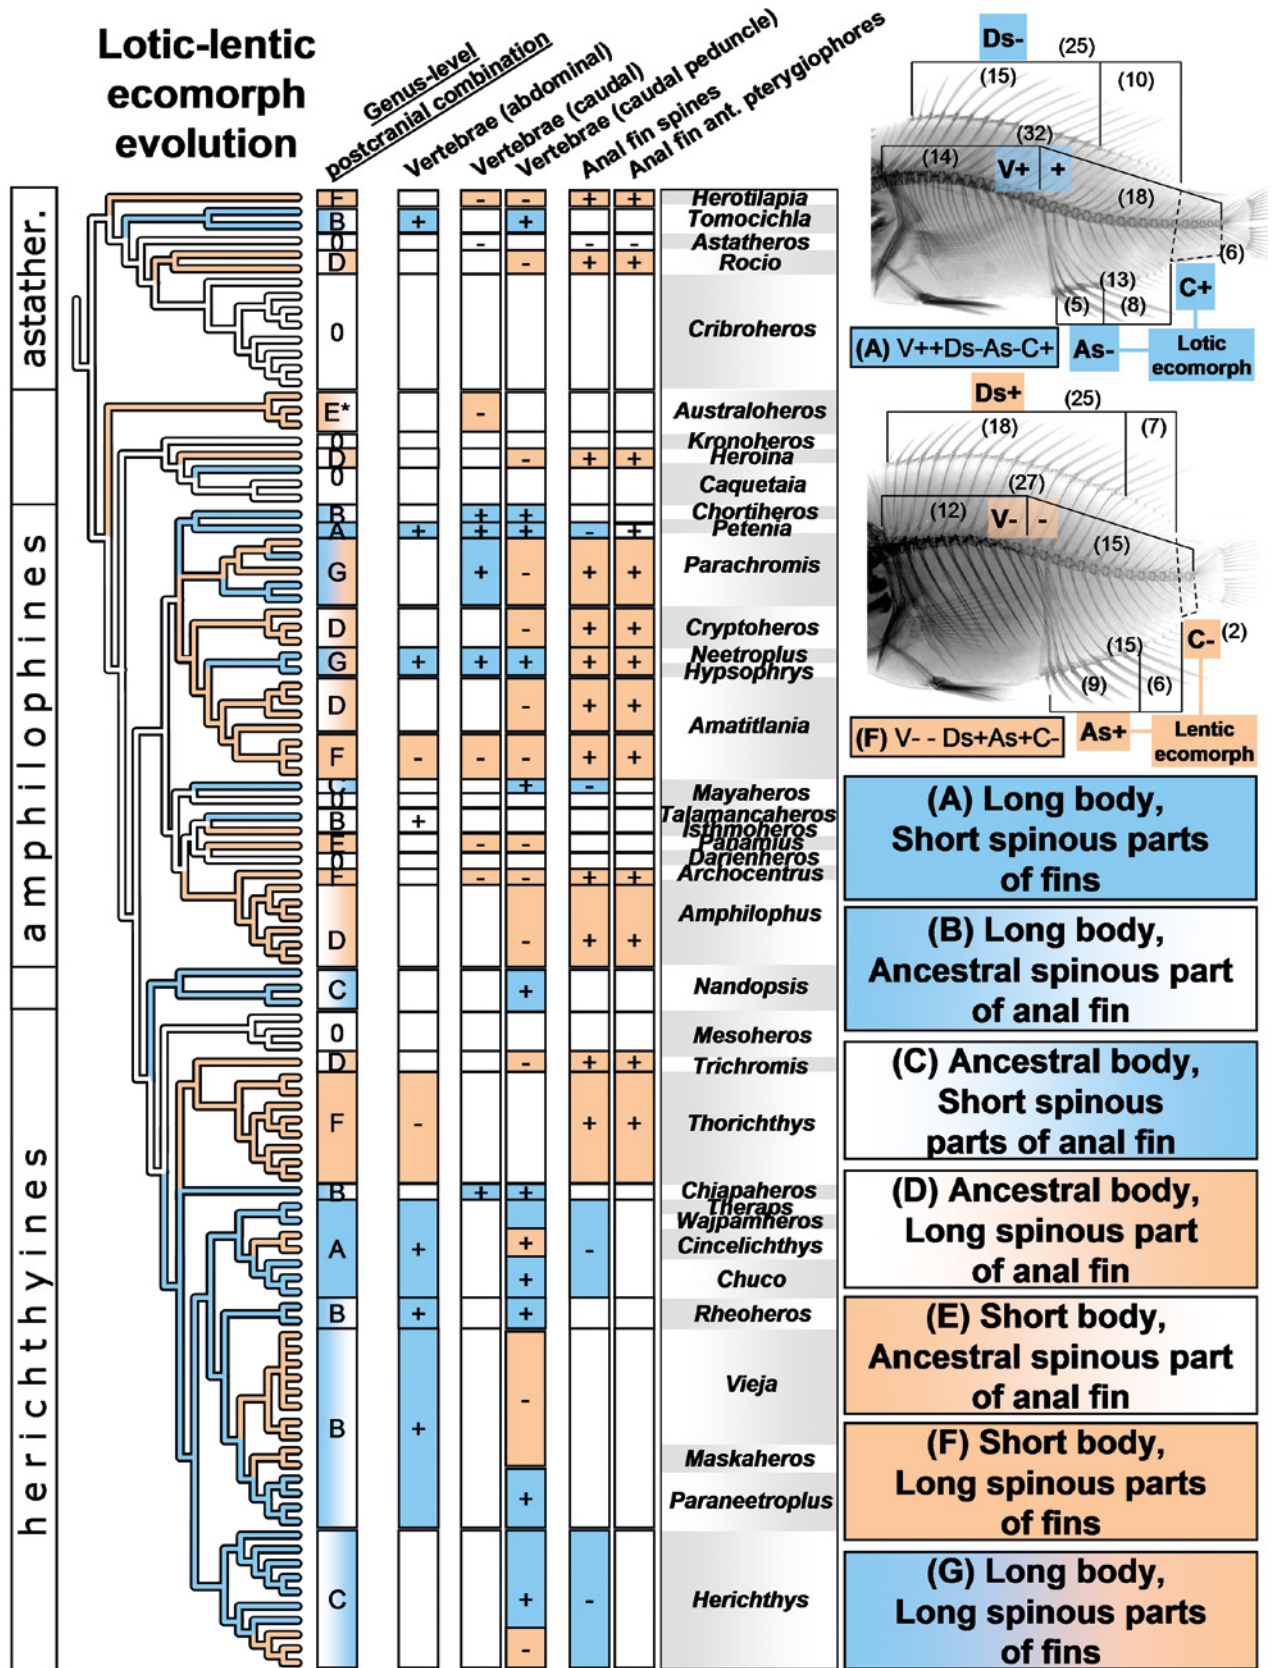 Lotic-lentic
ecomorph
evolution
Genus-level
postcranial combination
Vertebrae (abdominal)
Vertebrae (caudal)
Vertebrae (caudal peduncle)
Anal fin spines
Anal fin ant. pterygiophores
astather.
amphilophines
herichthyines
F - - + + Herotilapia
B + + Tomocichla
0 - - - Astatheros
D - + + Rocio
0 Cribroheros
E* - Australoheros
0 Kronoheros
D - + + Heroina
0 Caquetaia
B + + Chortiheros
A + + + - + Petenia
G + - + + Parachromis
D - + + Cryptoheros
G + + + + + Neetroplus
Hypsophrys
D - + +
Amatitlania
F - - - + +
C + -
0 Mayaheros
B + Talamancaheros
Isthmoheros
E - - Panamius
0 Darienheros
F - - + + Archocentrus
Amphilophus
D - + +
C + Nandopsis
0 Mesoheros
D - + + Trichromis
F - + + Thorichthys
B + + Chiapaheros
Theraps
Wajpamheros
A + + - Cincelichthys
+ Chuco
B + + Rheoheros
Vieja
-
B +
Maskaheros
+ Paraneetroplus
C + - Herichthys
-
Ds- (25)
(15) (10)
(32)
(14) V+ +
(18)
(6)
(13)
(5) (8)
C+
(A) V++Ds-As-C+
As-
Lotic
ecomorph
Ds+ (25)
(18) (7)
(27)
(12) V- -
(15)
C- (2)
(15)
(9) (6)
(F) V- - Ds+As+C-
As+
Lentic
ecomorph
(A) Long body,
Short spinous parts
of fins
(B) Long body,
Ancestral spinous part
of anal fin
(C) Ancestral body,
Short spinous
parts of anal fin
(D) Ancestral body,
Long spinous part
of anal fin
(E) Short body,
Ancestral spinous part
of anal fin
(F) Short body,
Long spinous parts
of fins
(G) Long body,
Long spinous parts
of fins